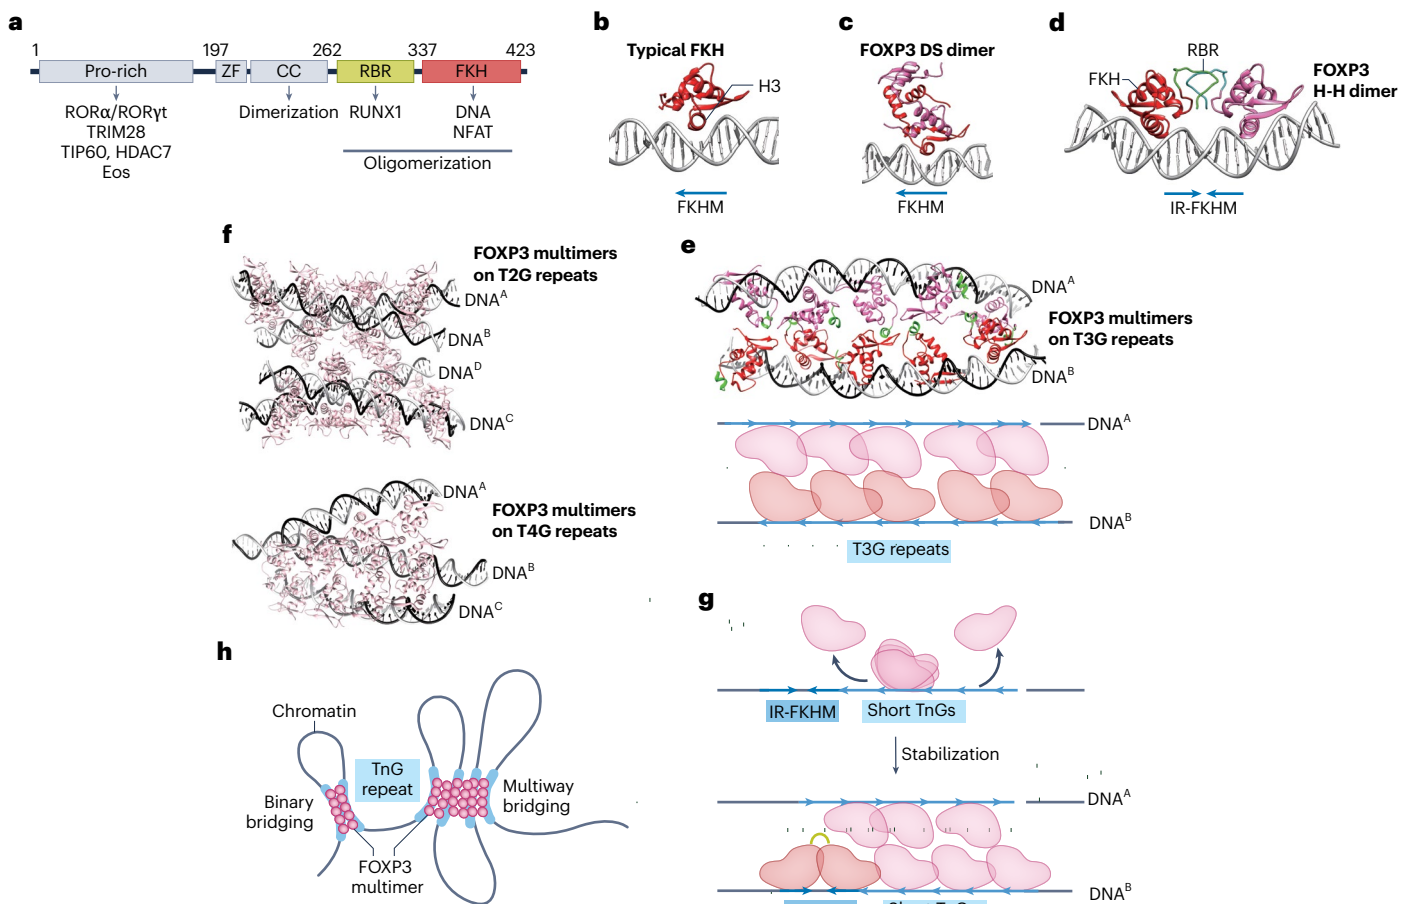 a
1 197 262 337 423
Pro-rich ZF CC RBR FKH
RORα/RORγt
TRIM28
TIP60, HDAC7
Eos
Dimerization
RUNX1
DNA
NFAT
Oligomerization
b
Typical FKH
H3
FKHM
c
FOXP3 DS dimer
FKHM
d
RBR
FKH
FOXP3
H-H dimer
IR-FKHM
f
FOXP3 multimers
on T2G repeats
DNAᴬ
DNAᴮ
DNAᴰ
DNAᶜ
DNAᴬ
FOXP3 multimers
on T4G repeats
DNAᴮ
DNAᶜ
e
DNAᴬ
FOXP3 multimers
on T3G repeats
DNAᴮ
DNAᴬ
DNAᴮ
T3G repeats
g
IR-FKHM
Short TnGs
Stabilization
DNAᴬ
DNAᴮ
h
Chromatin
TnG
repeat
Binary
bridging
Multiway
bridging
FOXP3
multimer